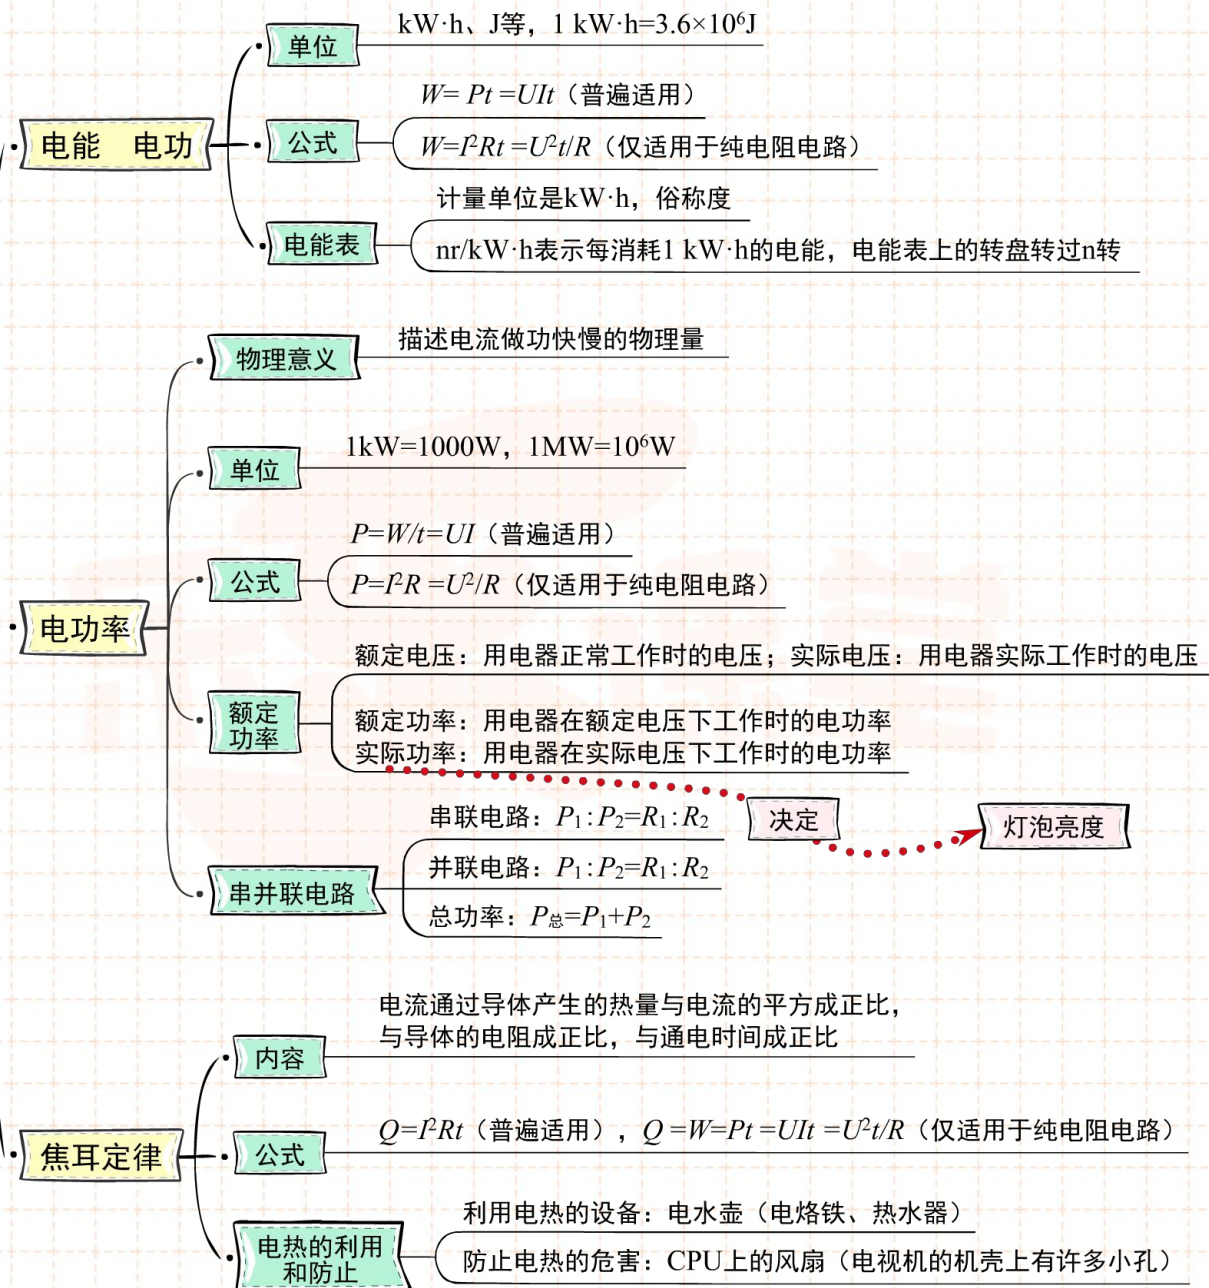 kW·h、J等，1 kW·h=3.6×10⁶J
单位
W= Pt =UIt（普遍适用）
电能　电功
公式
W=I²Rt =U²t/R（仅适用于纯电阻电路）
计量单位是kW·h，俗称度
电能表
nr/kW·h表示每消耗1 kW·h的电能，电能表上的转盘转过n转
描述电流做功快慢的物理量
物理意义
1kW=1000W，1MW=10⁶W
单位
P=W/t=UI（普遍适用）
公式
P=I²R =U²/R（仅适用于纯电阻电路）
电功率
额定电压：用电器正常工作时的电压；实际电压：用电器实际工作时的电压
额定
功率
额定功率：用电器在额定电压下工作时的电功率
实际功率：用电器在实际电压下工作时的电功率
决定
灯泡亮度
串联电路：P₁:P₂=R₁:R₂
并联电路：P₁:P₂=R₁:R₂
串并联电路
总功率：P总=P₁+P₂
电流通过导体产生的热量与电流的平方成正比，
与导体的电阻成正比，与通电时间成正比
内容
Q=I²Rt（普遍适用），Q =W=Pt =UIt =U²t/R（仅适用于纯电阻电路）
焦耳定律
公式
利用电热的设备：电水壶（电烙铁、热水器）
电热的利用
和防止
防止电热的危害：CPU上的风扇（电视机的机壳上有许多小孔）